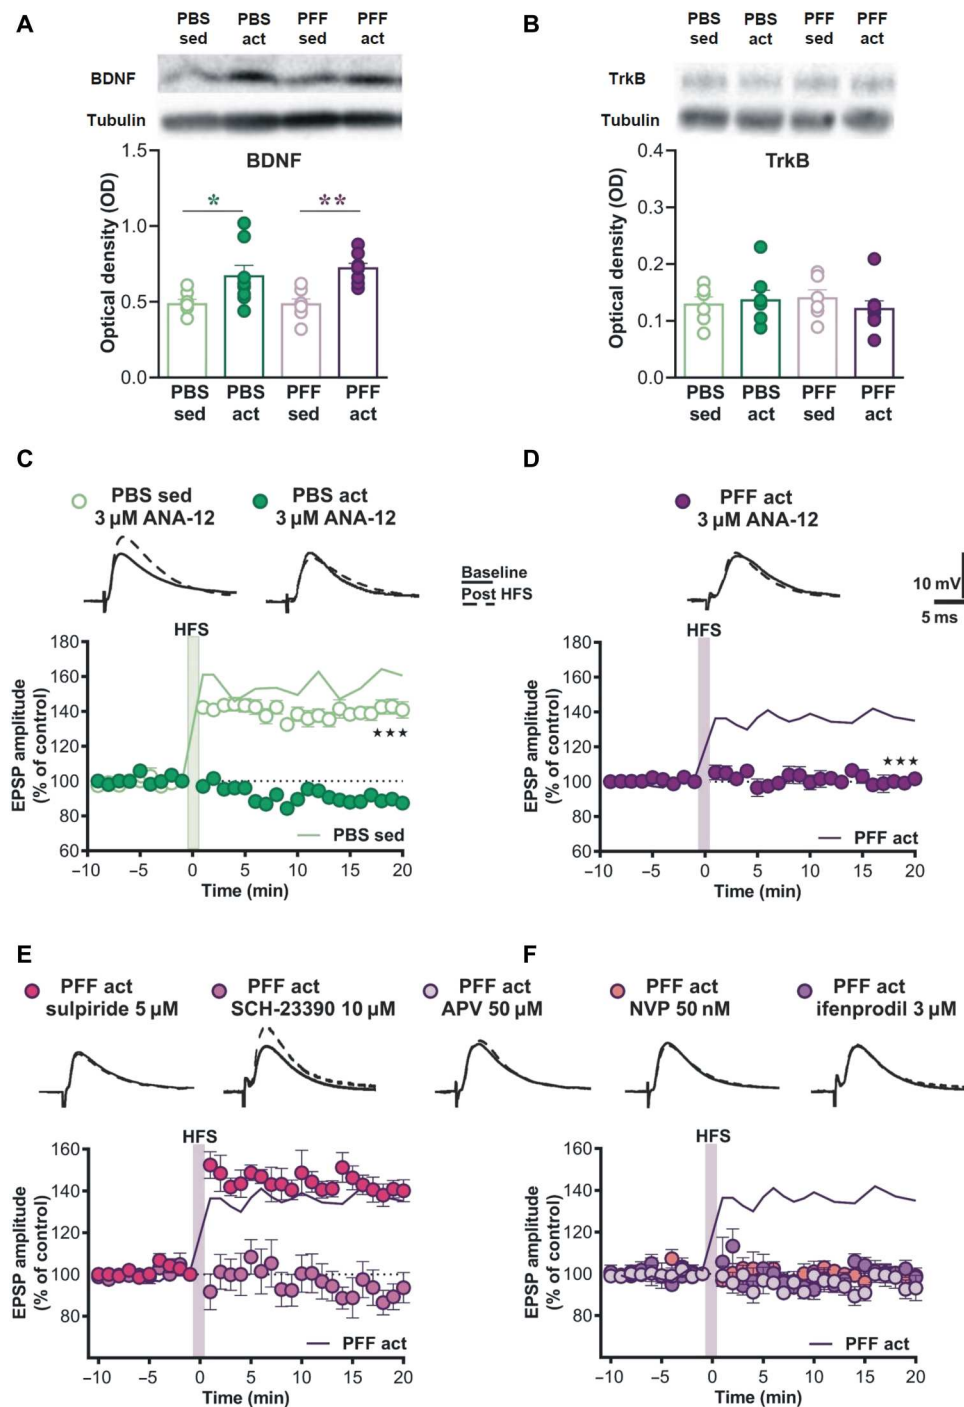 A
PBS sed
PBS act
PFF sed
PFF act
BDNF
Tubulin
BDNF
Optical density (OD)
1.5
1.0
0.5
0.0
*
**
PBS sed
PBS act
PFF sed
PFF act
B
PBS sed
PBS act
PFF sed
PFF act
TrkB
Tubulin
TrkB
Optical density (OD)
0.4
0.3
0.2
0.1
0.0
PBS sed
PBS act
PFF sed
PFF act
C
PBS sed
3 µM ANA-12
PBS act
3 µM ANA-12
Baseline
Post HFS
HFS
EPSP amplitude
(% of control)
180
160
140
120
100
80
60
★★★
PBS sed
−10 −5 0 5 10 15 20
Time (min)
D
PFF act
3 µM ANA-12
10 mV
5 ms
HFS
EPSP amplitude
(% of control)
180
160
140
120
100
80
60
★★★
PFF act
−10 −5 0 5 10 15 20
Time (min)
E
PFF act
sulpiride 5 µM
PFF act
SCH-23390 10 µM
PFF act
APV 50 µM
HFS
EPSP amplitude
(% of control)
160
140
120
100
80
PFF act
−10 −5 0 5 10 15 20
Time (min)
F
PFF act
NVP 50 nM
PFF act
ifenprodil 3 µM
HFS
EPSP amplitude
(% of control)
160
140
120
100
80
PFF act
−10 −5 0 5 10 15 20
Time (min)